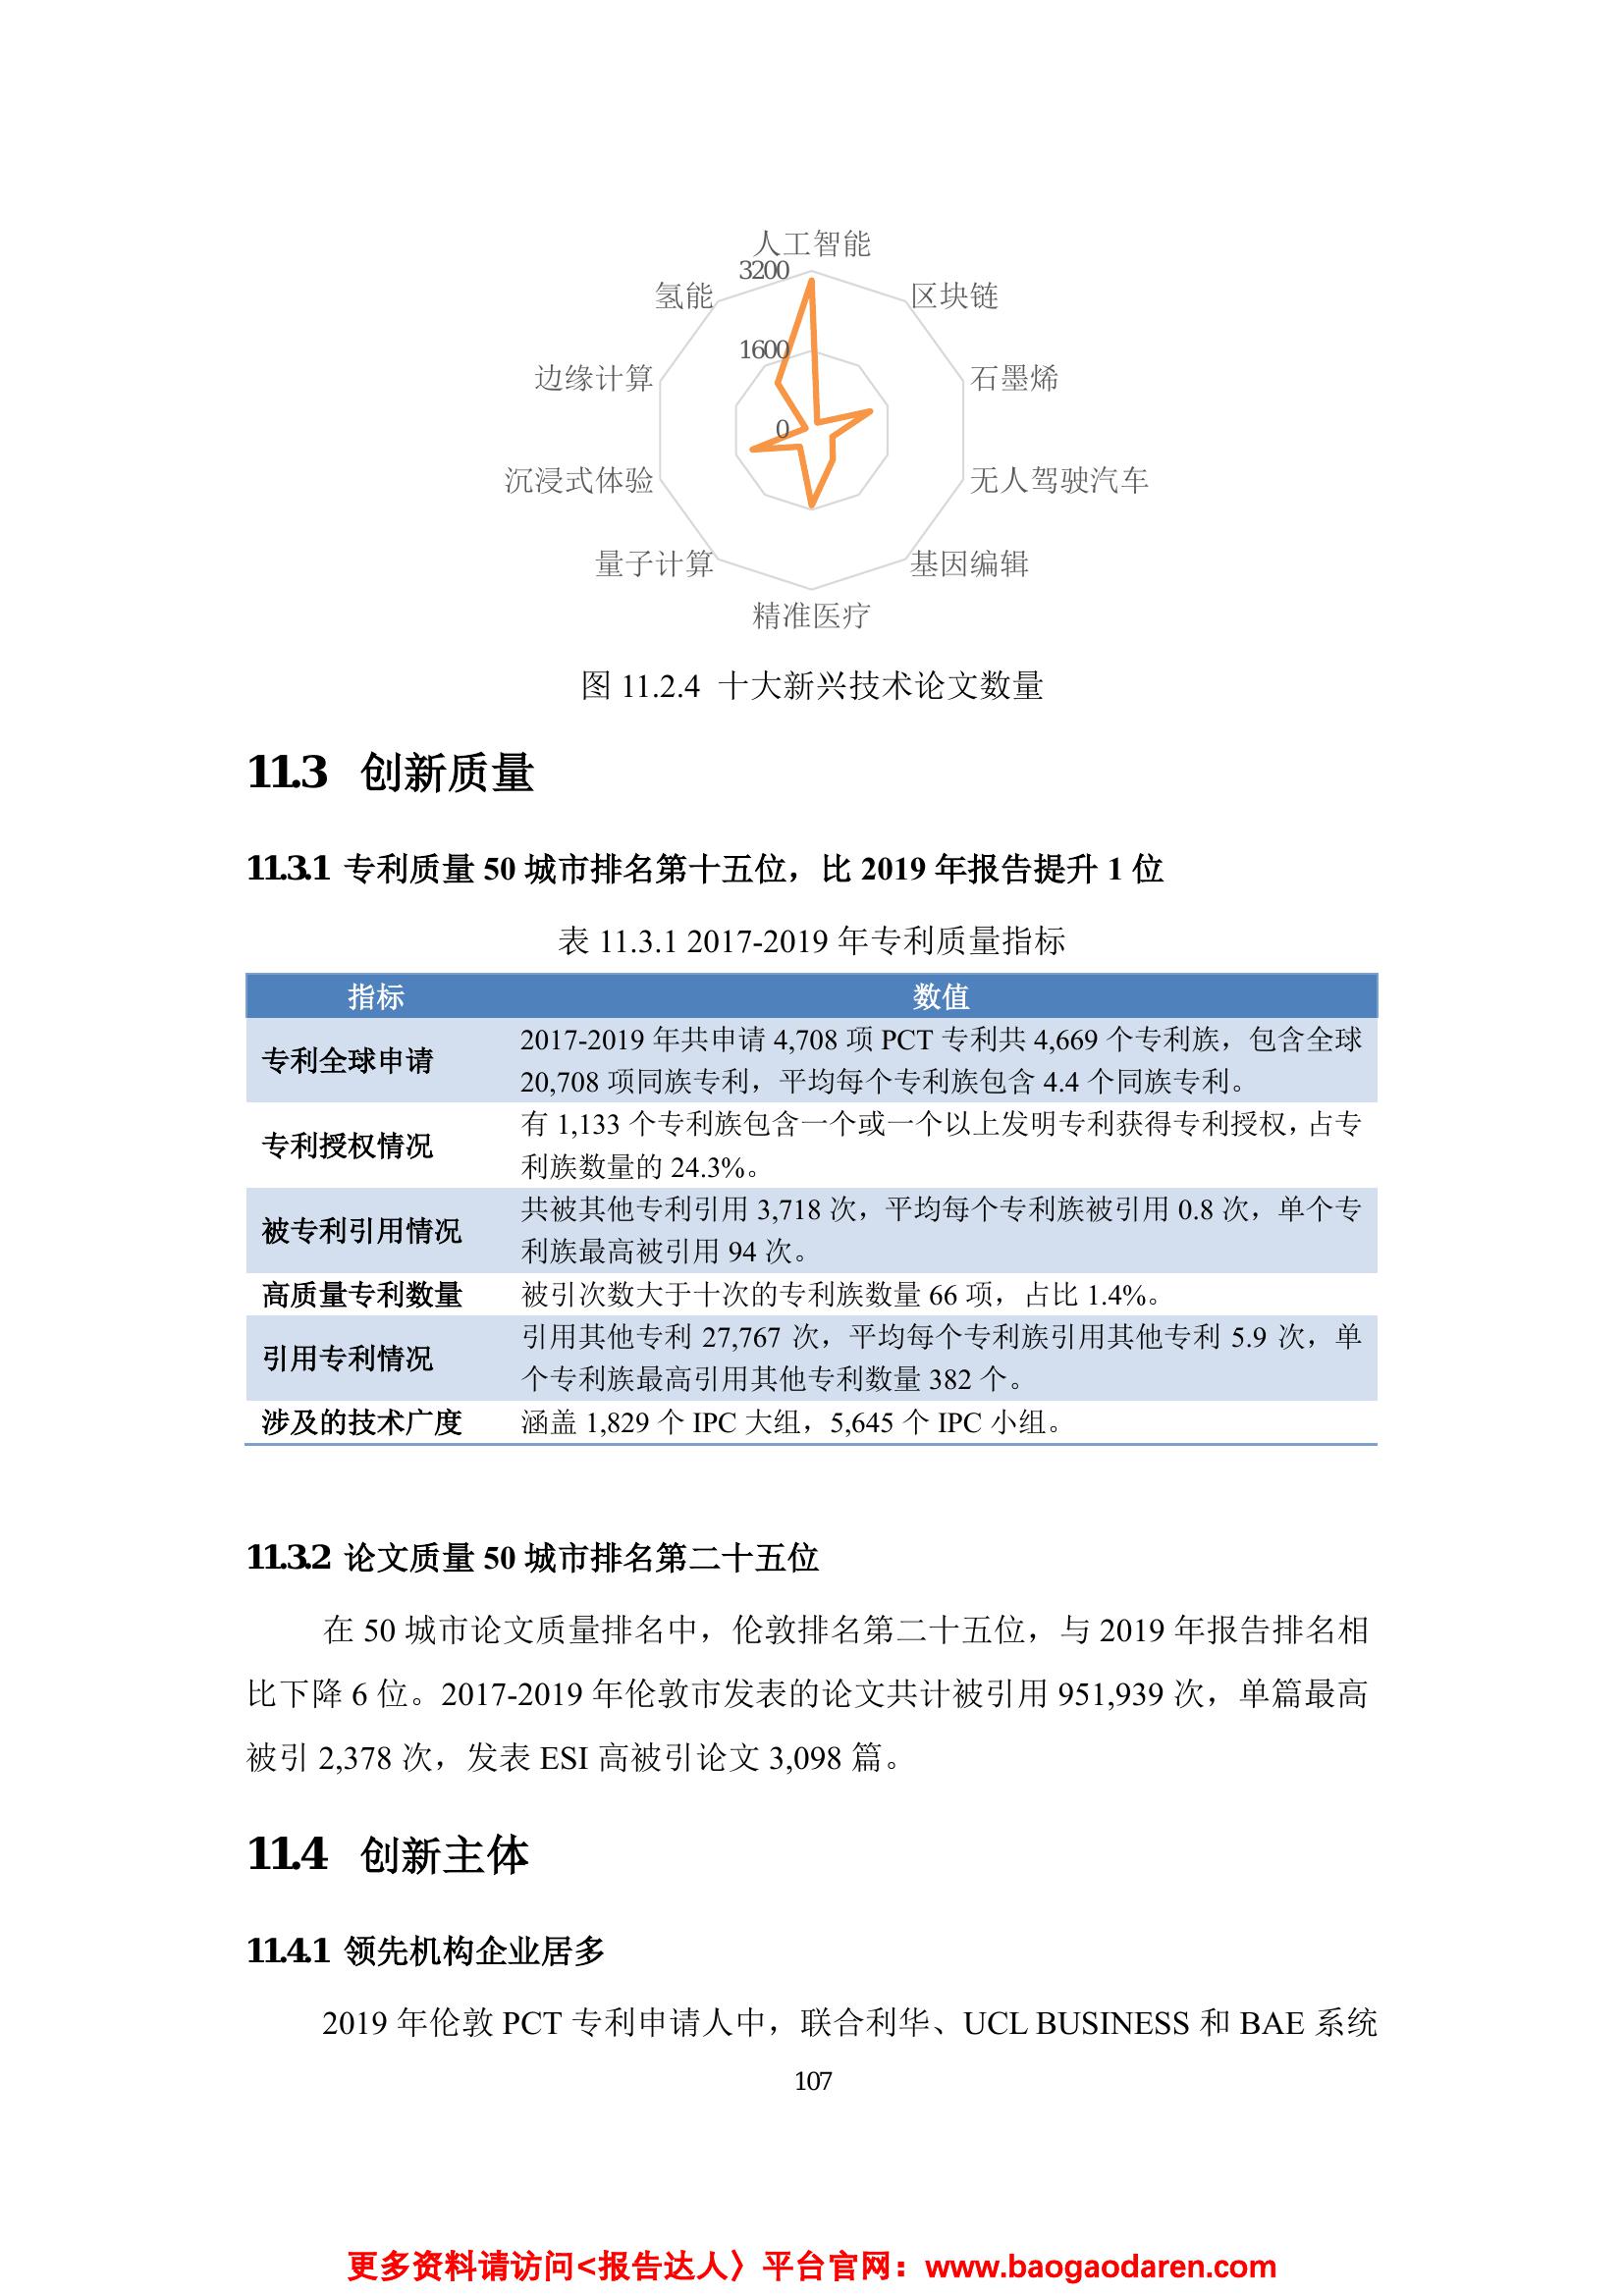 人工智能
3200
氢能
区块链
1600
边缘计算
石墨烯
0
沉浸式体验
无人驾驶汽车
量子计算
基因编辑
精准医疗
图 11.2.4 十大新兴技术论文数量
11.3 创新质量
11.3.1 专利质量 50 城市排名第十五位，比 2019 年报告提升 1 位
表 11.3.1 2017-2019 年专利质量指标
指标 数值
专利全球申请
2017-2019 年共申请 4,708 项 PCT 专利共 4,669 个专利族，包含全球
20,708 项同族专利，平均每个专利族包含 4.4 个同族专利。
专利授权情况
有 1,133 个专利族包含一个或一个以上发明专利获得专利授权，占专
利族数量的 24.3%。
被专利引用情况
共被其他专利引用 3,718 次，平均每个专利族被引用 0.8 次，单个专
利族最高被引用 94 次。
高质量专利数量 被引次数大于十次的专利族数量 66 项，占比 1.4%。
引用专利情况
引用其他专利 27,767 次，平均每个专利族引用其他专利 5.9 次，单
个专利族最高引用其他专利数量 382 个。
涉及的技术广度 涵盖 1,829 个 IPC 大组，5,645 个 IPC 小组。
11.3.2 论文质量 50 城市排名第二十五位
在 50 城市论文质量排名中，伦敦排名第二十五位，与 2019 年报告排名相
比下降 6 位。2017-2019 年伦敦市发表的论文共计被引用 951,939 次，单篇最高
被引 2,378 次，发表 ESI 高被引论文 3,098 篇。
11.4 创新主体
11.4.1 领先机构企业居多
2019 年伦敦 PCT 专利申请人中，联合利华、UCL BUSINESS 和 BAE 系统
107
更多资料请访问<报告达人〉平台官网：www.baogaodaren.com